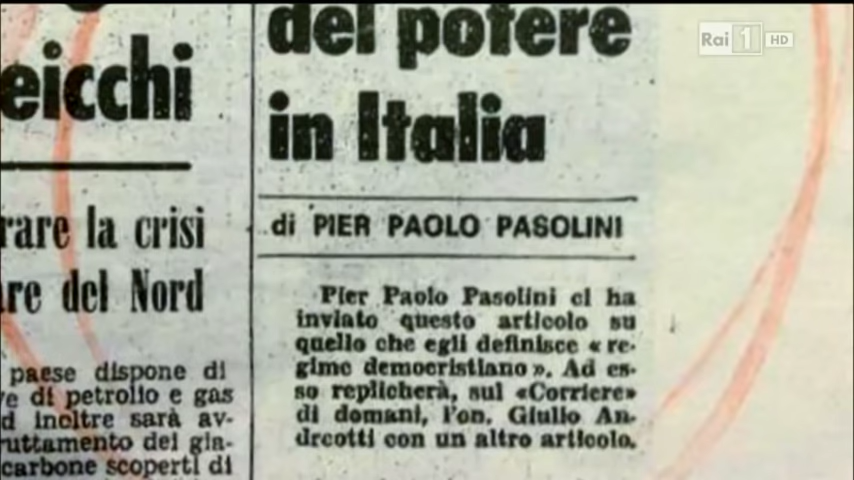 Rai 1 HD
eicchi
rare la crisi
are del Nord
paese dispone di
ve di petrolio e gas
d inoltre sarà av-
ruttamento dei gia-
carbone scoperti di
del potere
in Italia
di PIER PAOLO PASOLINI
Pier Paolo Pasolini ci ha
inviato questo articolo su
quello che egli definisce «re-
gime democristiano». Ad es-
so replicherà, sul «Corriere»
di domani, l'on. Giulio An-
dreotti con un altro articolo.